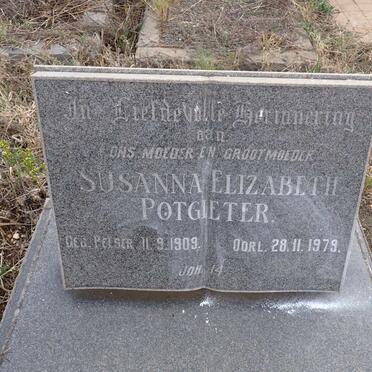 In Liefdevolle Herinnering
aan
ONS MOEDER EN GROOTMOEDER
SUSANNA ELIZABETH
POTGIETER.
GEB. PELSER 11.9.1909. OORL. 28.11.1979.
JOH. 14